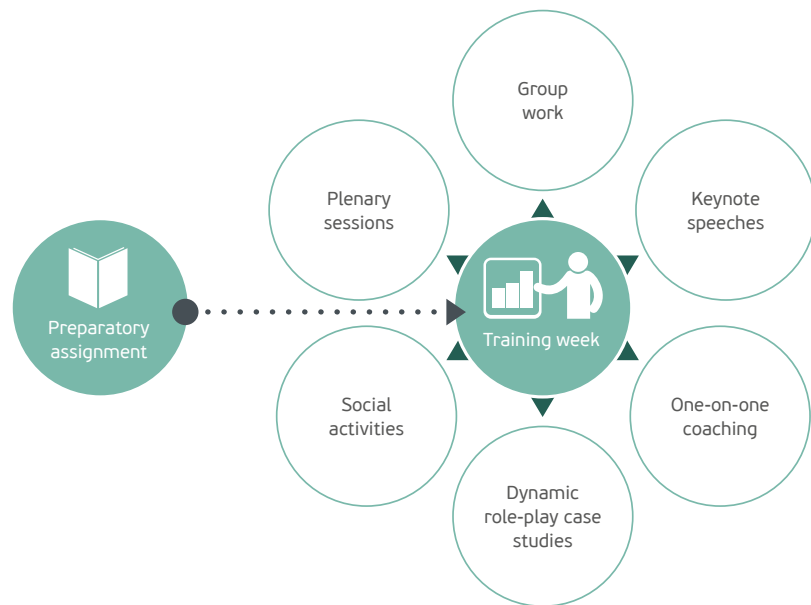 Group
work
Plenary
sessions
Keynote
speeches
Preparatory
assignment
Training week
Social
activities
One-on-one
coaching
Dynamic
role-play case
studies